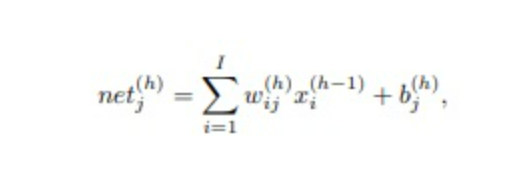 net_j^{(h)} = \sum_{i=1}^{I} w_{ij}^{(h)} x_i^{(h-1)} + b_j^{(h)},